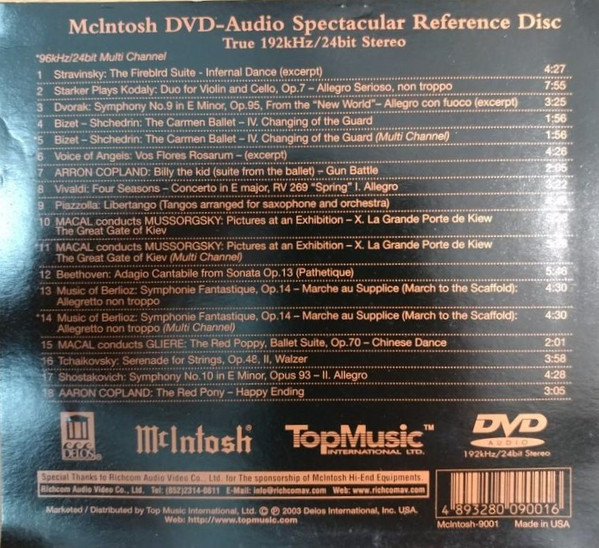 McIntosh DVD-Audio Spectacular Reference Disc
True 192kHz/24bit Stereo
*96kHz/24bit Multi Channel
1 Stravinsky: The Firebird Suite - Infernal Dance (excerpt) 4:27
2 Starker Plays Kodaly: Duo for Violin and Cello, Op.7 – Allegro Serioso, non troppo 7:55
3 Dvorak: Symphony No.9 in E Minor, Op.95, From the "New World"– Allegro con fuoco (excerpt) 3:25
4 Bizet – Shchedrin: The Carmen Ballet – IV. Changing of the Guard 1:56
*5 Bizet – Shchedrin: The Carmen Ballet – IV. Changing of the Guard (Multi Channel) 1:56
6 Voice of Angels: Vos Flores Rosarum – (excerpt) 4:28
7 ARRON COPLAND: Billy the kid (suite from the ballet) – Gun Battle 2:05
8 Vivaldi: Four Seasons – Concerto in E major, RV 269 "Spring" I. Allegro 3:22
9 Piazzolla: Libertango (Tangos arranged for saxophone and orchestra)
10 MACAL conducts MUSSORGSKY: Pictures at an Exhibition – X. La Grande Porte de Kiew
The Great Gate of Kiev
*11 MACAL conducts MUSSORGSKY: Pictures at an Exhibition – X. La Grande Porte de Kiew
The Great Gate of Kiev (Multi Channel)
12 Beethoven: Adagio Cantabile from Sonata Op.13 (Pathetique) 5:46
13 Music of Berlioz: Symphonie Fantastique, Op.14 – Marche au Supplice (March to the Scaffold): 4:30
Allegretto non troppo
*14 Music of Berlioz: Symphonie Fantastique, Op.14 – Marche au Supplice (March to the Scaffold): 4:30
Allegretto non troppo (Multi Channel)
15 MACAL conducts GLIERE: The Red Poppy, Ballet Suite, Op.70 – Chinese Dance 2:01
16 Tchaikovsky: Serenade for Strings, Op.48, II, Walzer 3:58
17 Shostakovich: Symphony No.10 in E Minor, Opus 93 – II. Allegro 4:28
18 AARON COPLAND: The Red Pony – Happy Ending 3:05
DELOS
McIntosh
TopMusic™
INTERNATIONAL LTD.
DVD
AUDIO
192kHz/24bit Stereo
Special Thanks to Richcom Audio Video Co., Ltd. for The sponsorship of McIntosh Hi-End Equipments.
Richcom Audio Video Co., Ltd. Tel: (852)2314-0811 E-Mail: info@richcomav.com Web: www.richcomav.com
Marketed / Distributed by Top Music International Ltd., Ⓟ © 2003 Delos International, Inc. USA.
Web: http://www.topmusic.com
4 893280 090016
McIntosh-9001 Made in USA